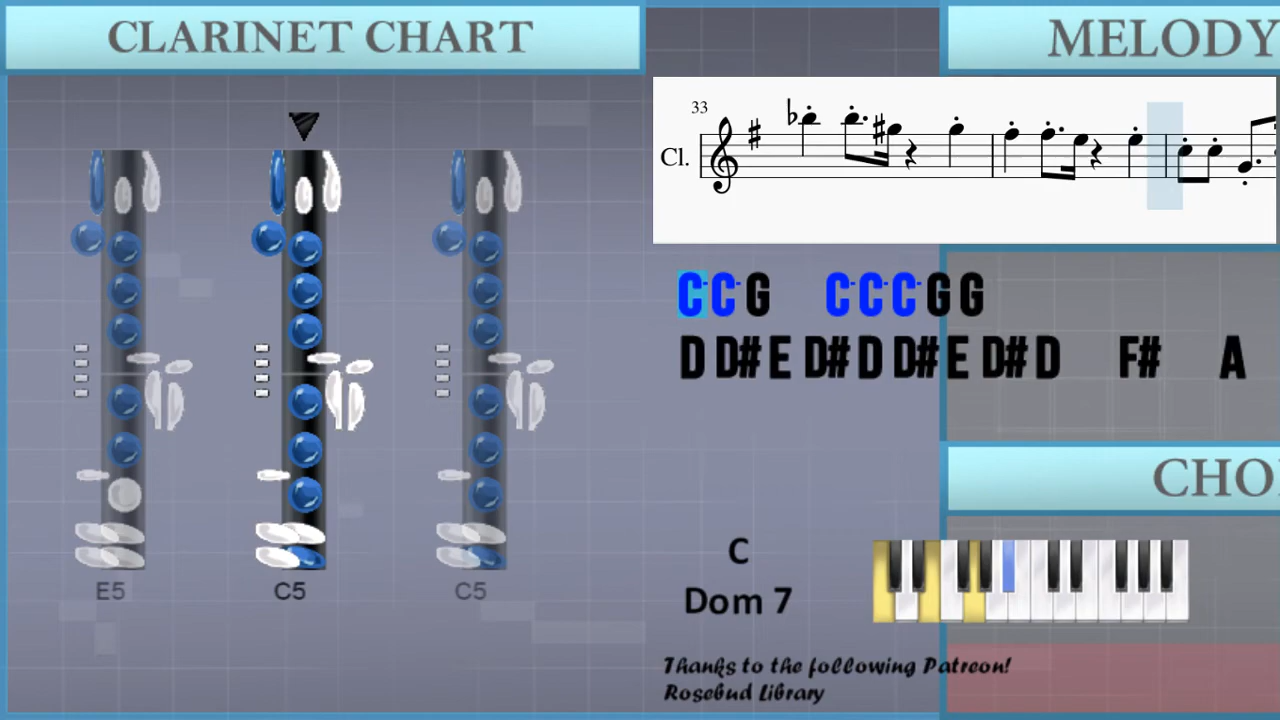 CLARINET CHART
MELODY
33
Cl.
C C G C C C G G
D D# E D# D D# E D# D F# A
CHO
E5 C5 C5
C
Dom 7
Thanks to the following Patreon!
Rosebud Library